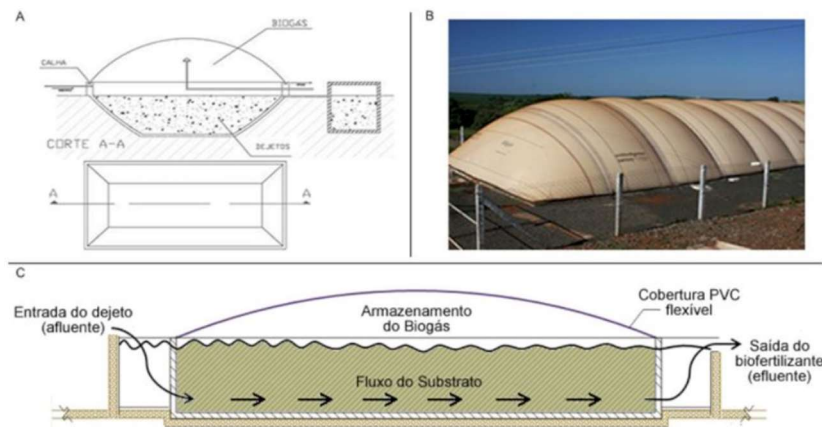 A
BIOGÁS
CALHA
CORTE A-A
DEJETOS
A
A
B
C
Entrada do dejeto
(afluente)
Armazenamento
do Biogás
Cobertura PVC
flexível
Fluxo do Substrato
Saída do
biofertilizante
(efluente)